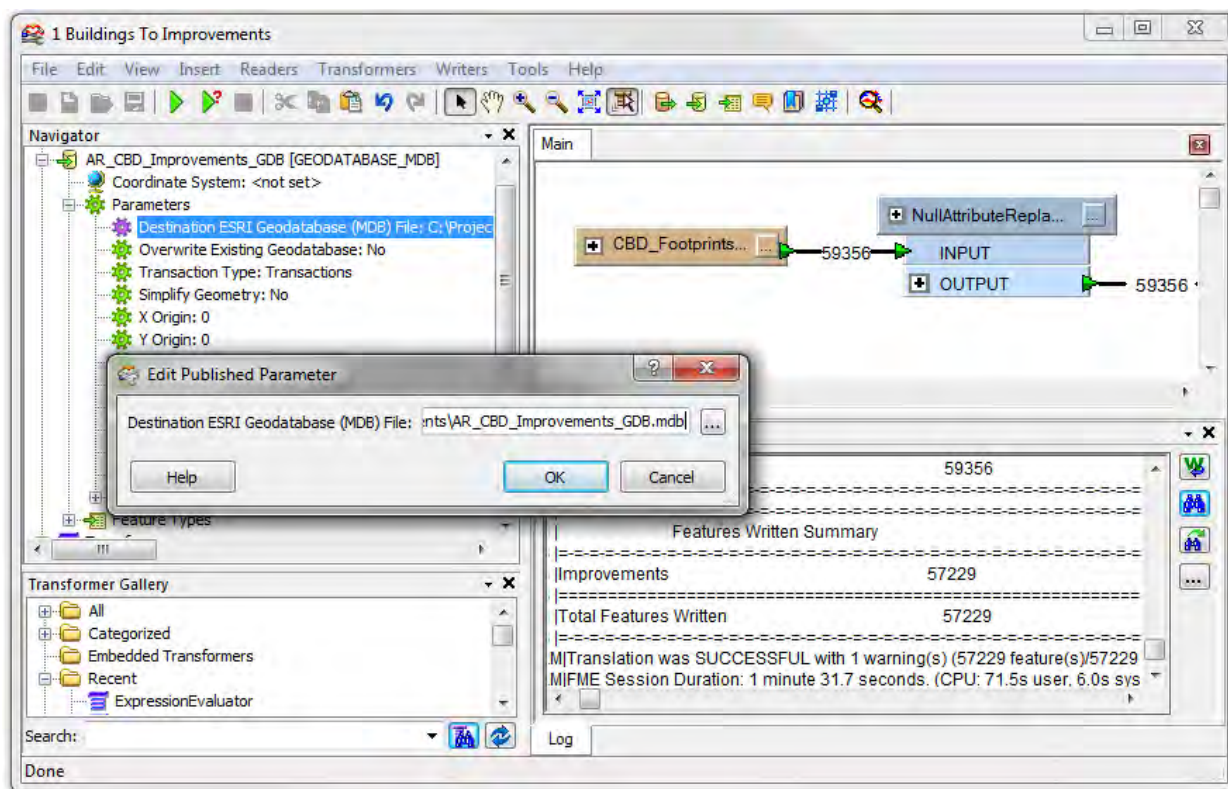 1 Buildings To Improvements
File Edit View Insert Readers Transformers Writers Tools Help
Navigator
AR_CBD_Improvements_GDB [GEODATABASE_MDB]
Coordinate System: <not set>
Parameters
Destination ESRI Geodatabase (MDB) File: C:\Projec
Overwrite Existing Geodatabase: No
Transaction Type: Transactions
Simplify Geometry: No
X Origin: 0
Y Origin: 0
Feature Types
Main
CBD_Footprints...
59356
NullAttributeRepla...
INPUT
OUTPUT
59356
Edit Published Parameter
Destination ESRI Geodatabase (MDB) File: ents\AR_CBD_Improvements_GDB.mdb
Help
OK
Cancel
59356
Features Written Summary
|Improvements 57229
|Total Features Written 57229
M|Translation was SUCCESSFUL with 1 warning(s) (57229 feature(s)/57229
M|FME Session Duration: 1 minute 31.7 seconds. (CPU: 71.5s user, 6.0s sys
Log
Transformer Gallery
All
Categorized
Embedded Transformers
Recent
ExpressionEvaluator
Search:
Done